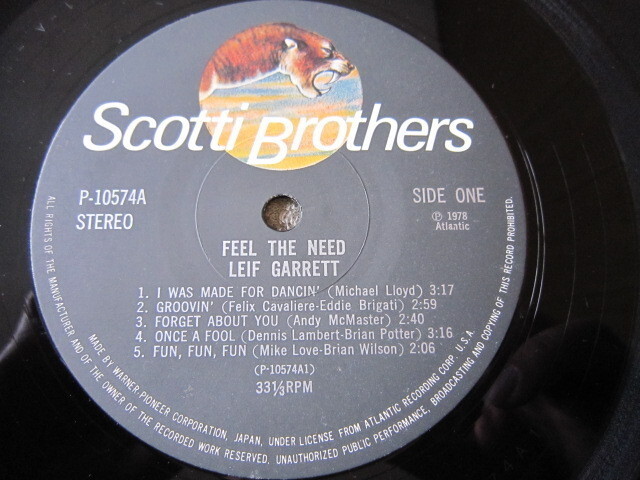 Scotti Brothers
P-10574A
STEREO
SIDE ONE
Ⓟ 1978
Atlantic
FEEL THE NEED
LEIF GARRETT
1. I WAS MADE FOR DANCIN' (Michael Lloyd) 3:17
2. GROOVIN' (Felix Cavaliere-Eddie Brigati) 2:59
3. FORGET ABOUT YOU (Andy McMaster) 2:40
4. ONCE A FOOL (Dennis Lambert-Brian Potter) 3:16
5. FUN, FUN, FUN (Mike Love-Brian Wilson) 2:06
(P-10574A1)
33⅓RPM
MADE BY WARNER-PIONEER CORPORATION, JAPAN, UNDER LICENSE FROM ATLANTIC RECORDING CORP. U.S.A.
ALL RIGHTS OF THE MANUFACTURER AND OF THE OWNER OF THE RECORDED WORK RESERVED. UNAUTHORIZED PUBLIC PERFORMANCE, BROADCASTING AND COPYING OF THIS RECORD PROHIBITED.